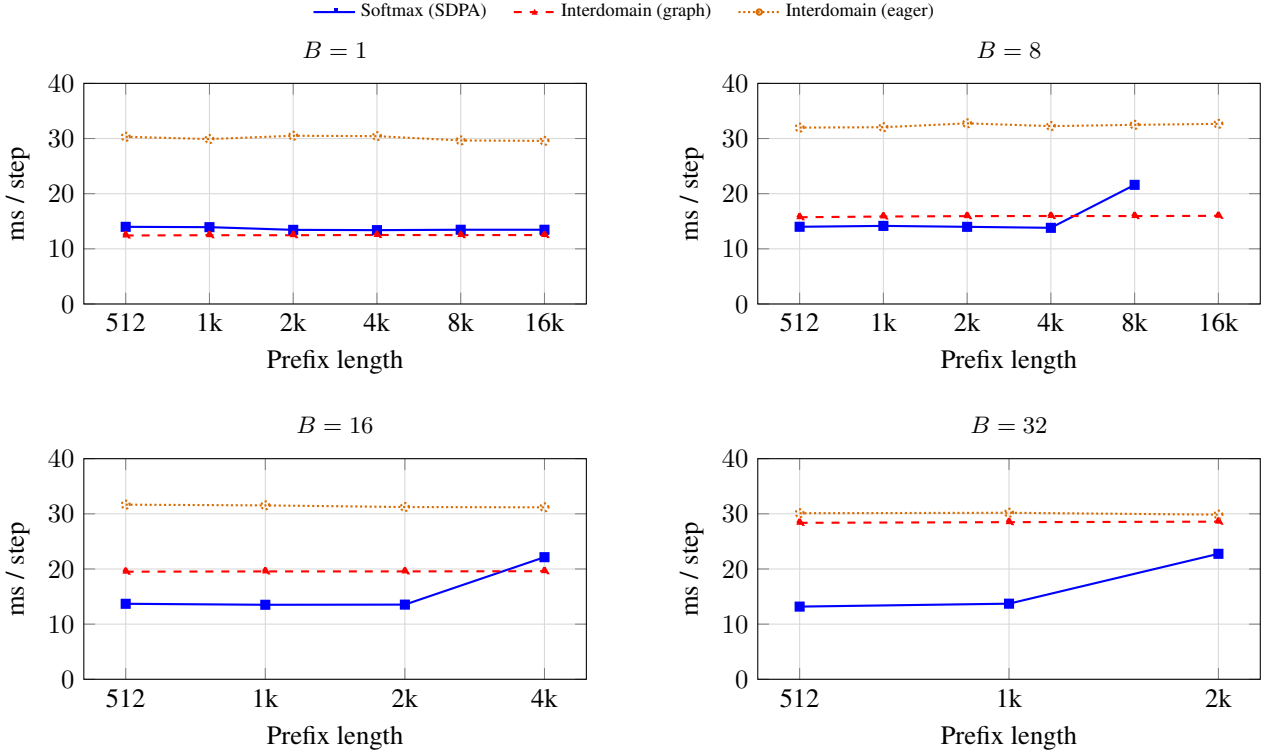 Softmax (SDPA) Interdomain (graph) Interdomain (eager)
B = 1
40
30
20
10
0
ms / step
512 1k 2k 4k 8k 16k
Prefix length
B = 8
40
30
20
10
0
ms / step
512 1k 2k 4k 8k 16k
Prefix length
B = 16
40
30
20
10
0
ms / step
512 1k 2k 4k
Prefix length
B = 32
40
30
20
10
0
ms / step
512 1k 2k
Prefix length